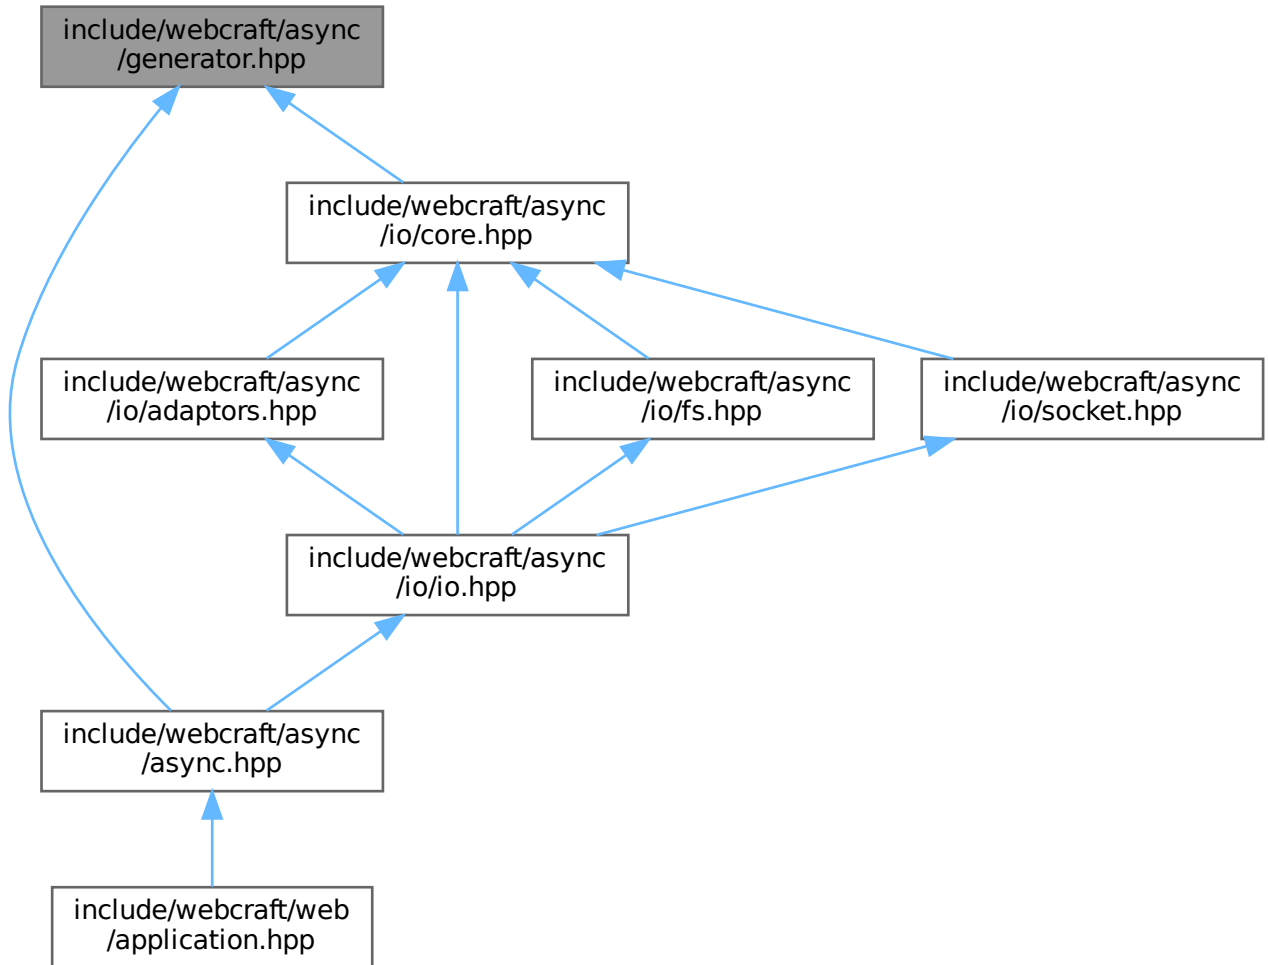 include/webcraft/async
/generator.hpp
include/webcraft/async
/io/core.hpp
include/webcraft/async
/io/adaptors.hpp
include/webcraft/async
io/fs.hpp
include/webcraft/async
/io/socket.hpp
include/webcraft/async
/io/io.hpp
include/webcraft/async
/async.hpp
include/webcraft/web
/application.hpp